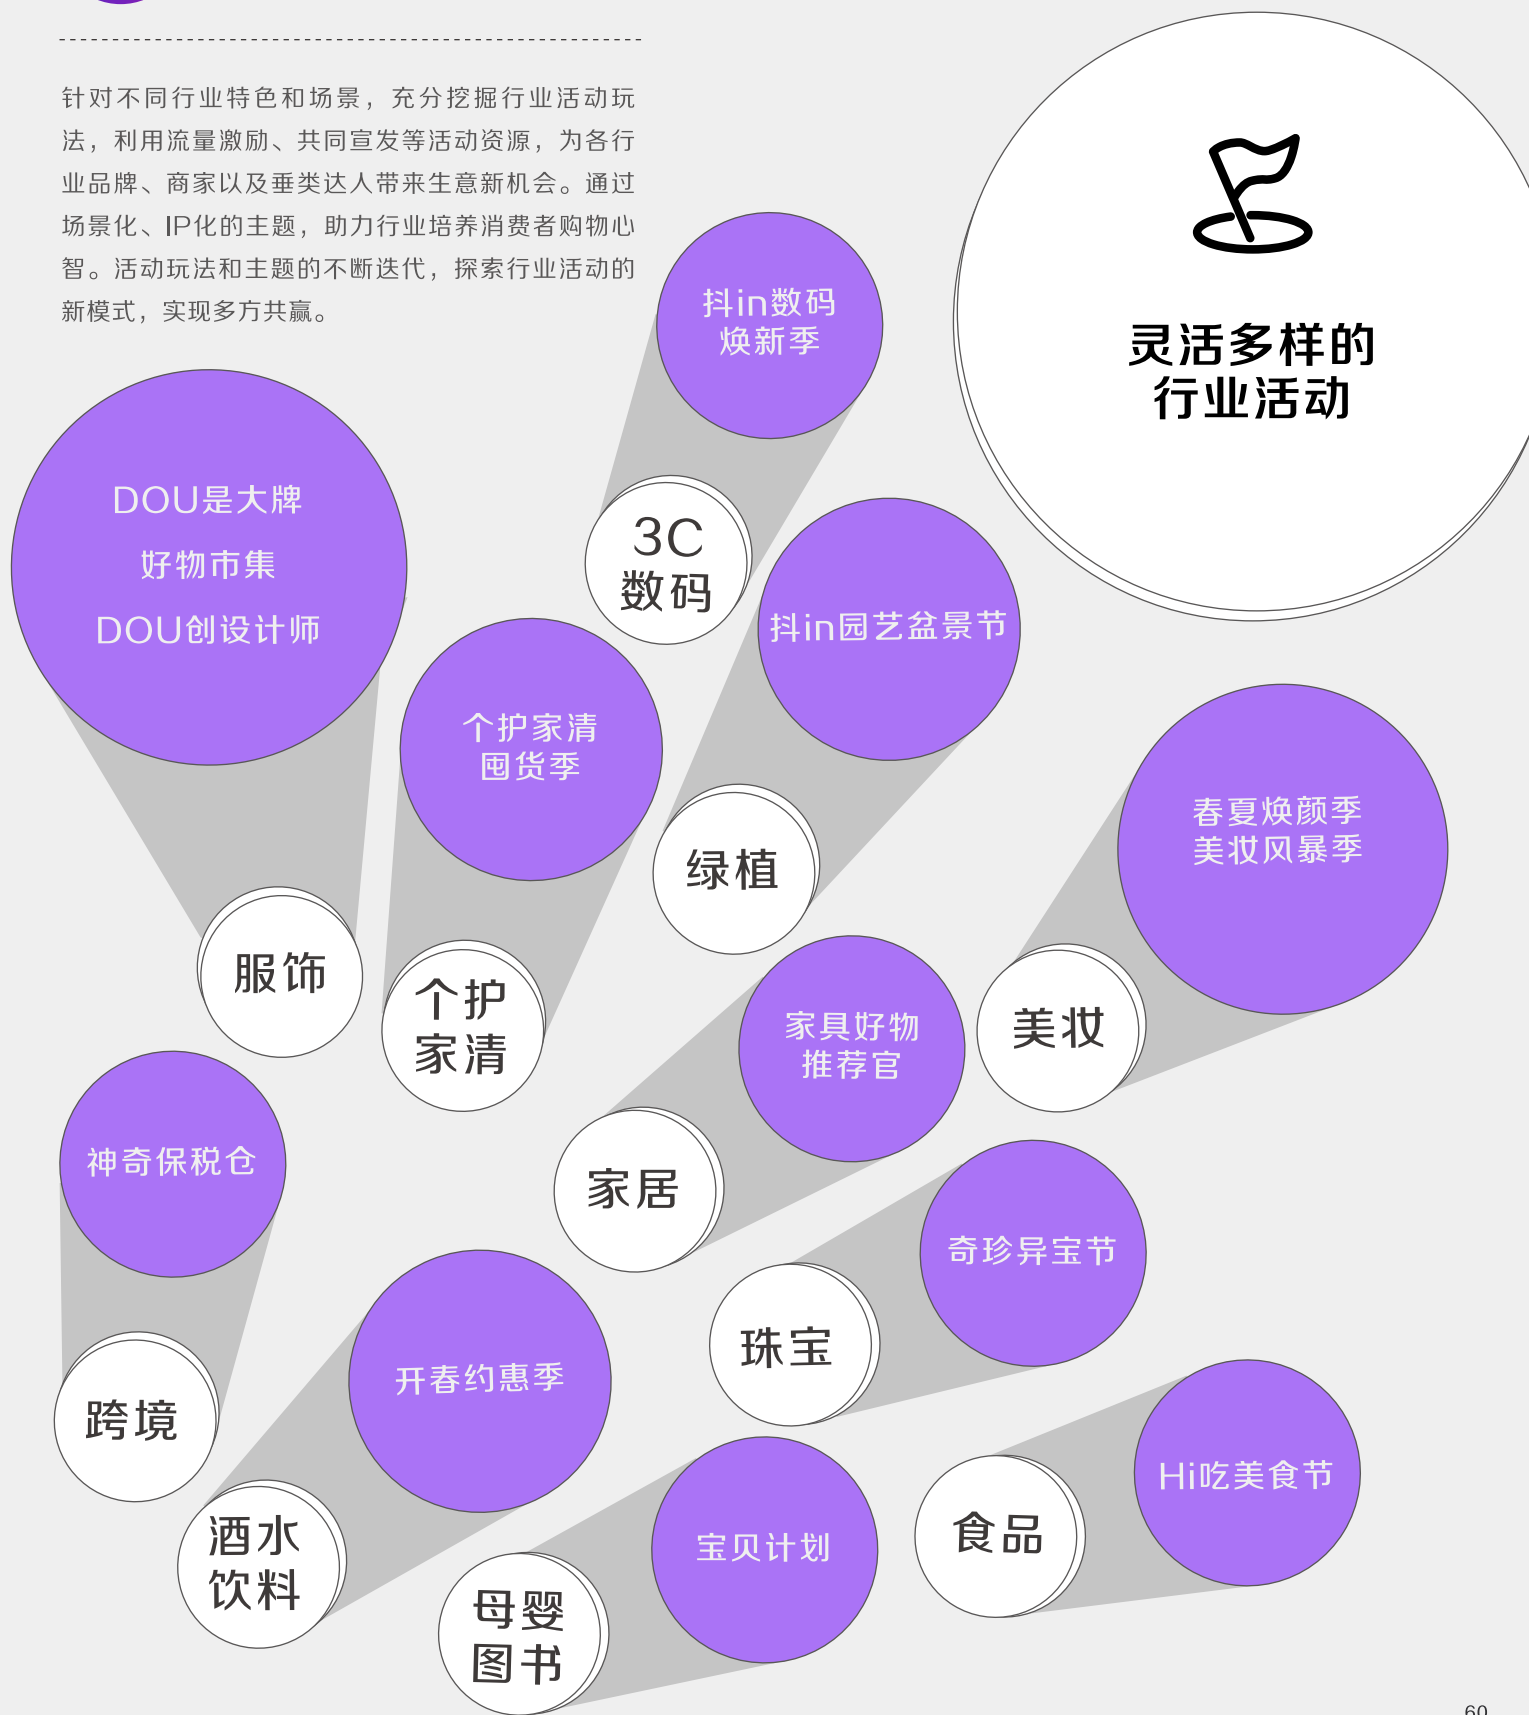 针对不同行业特色和场景，充分挖掘行业活动玩
法，利用流量激励、共同宣发等活动资源，为各行
业品牌、商家以及垂类达人带来生意新机会。通过
场景化、IP化的主题，助力行业培养消费者购物心
智。活动玩法和主题的不断迭代，探索行业活动的
新模式，实现多方共赢。
灵活多样的
行业活动
抖in数码
焕新季
3C
数码
DOU是大牌
好物市集
DOU创设计师
服饰
个护家清
囤货季
个护
家清
抖in园艺盆景节
绿植
春夏焕颜季
美妆风暴季
美妆
家具好物
推荐官
家居
神奇保税仓
跨境
奇珍异宝节
珠宝
开春约惠季
酒水
饮料
宝贝计划
母婴
图书
Hi吃美食节
食品
60